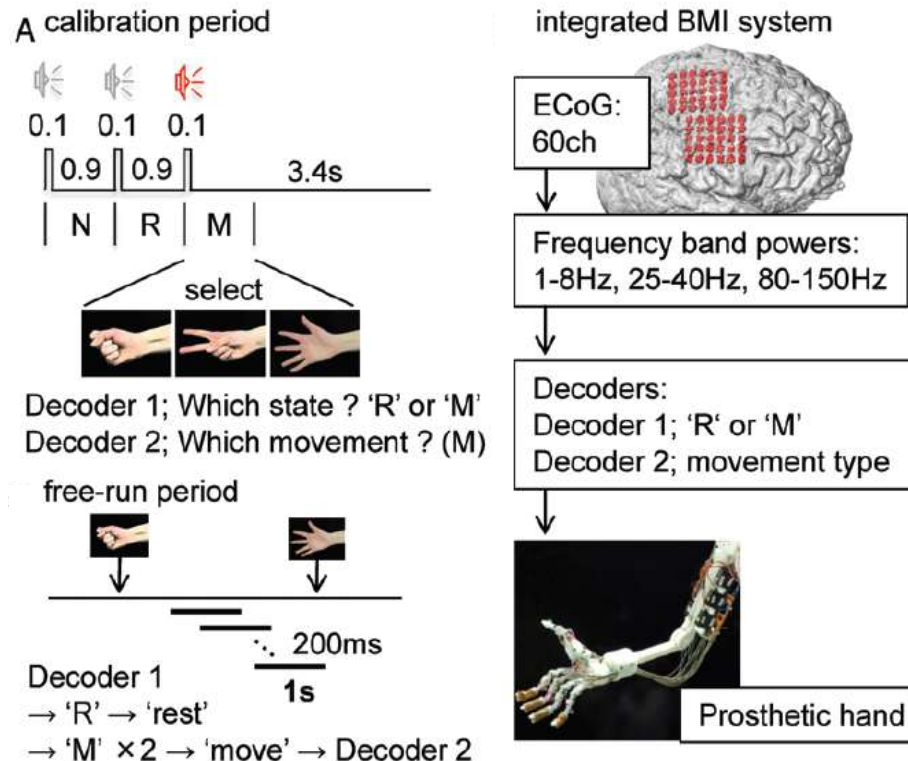 A calibration period
0.1 0.1 0.1
0.9 0.9 3.4s
N R M
select
Decoder 1; Which state ? 'R' or 'M'
Decoder 2; Which movement ? (M)
free-run period
200ms
1s
Decoder 1
→ 'R' → 'rest'
→ 'M' ×2 → 'move' → Decoder 2
integrated BMI system
ECoG:
60ch
Frequency band powers:
1-8Hz, 25-40Hz, 80-150Hz
Decoders:
Decoder 1; 'R' or 'M'
Decoder 2; movement type
Prosthetic hand